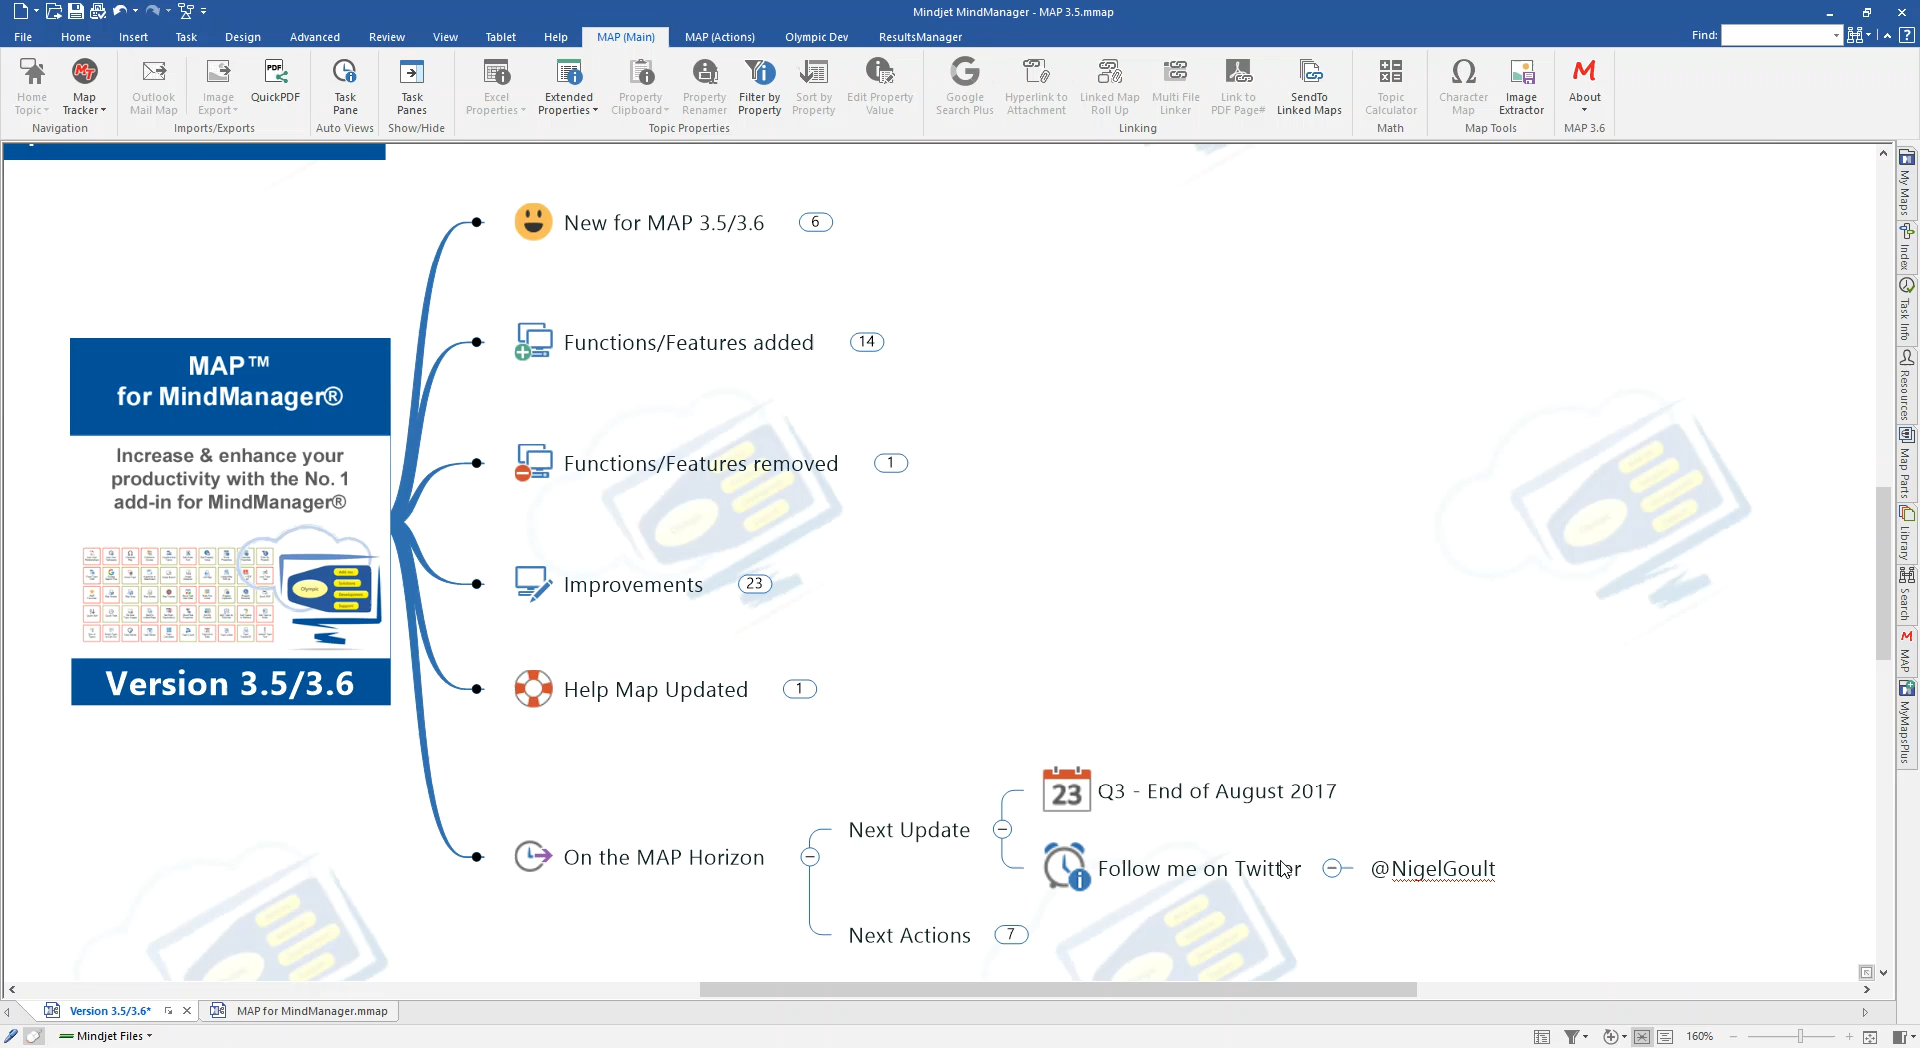 Mindjet MindManager - MAP 3.5.mmap
File Home Insert Task Design Advanced Review View Tablet Help MAP (Main) MAP (Actions) Olympic Dev ResultsManager Find:
Home Topic
Map Tracker
Navigation
Outlook Mail Map
Image Export
QuickPDF
Imports/Exports
Task Pane
Auto Views
Task Panes
Show/Hide
Excel Properties
Extended Properties
Property Clipboard
Property Renamer
Filter by Property
Sort by Property
Edit Property Value
Topic Properties
Google Search Plus
Hyperlink to Attachment
Linked Map Roll Up
Multi File Linker
Link to PDF Page#
SendTo Linked Maps
Linking
Topic Calculator
Math
Character Map
Image Extractor
Map Tools
About
MAP 3.6
MAP™
for MindManager®
Increase & enhance your
productivity with the No. 1
add-in for MindManager®
Olympic
Version 3.5/3.6
New for MAP 3.5/3.6 6
Functions/Features added 14
Functions/Features removed 1
Improvements 23
Help Map Updated 1
On the MAP Horizon
Next Update
23 Q3 - End of August 2017
Follow me on Twitter @NigelGoult
Next Actions 7
My Maps
Index
Task Info
Resources
Map Parts
Library
Search
MAP
MyMapsPlus
Version 3.5/3.6* MAP for MindManager.mmap
Mindjet Files 160%